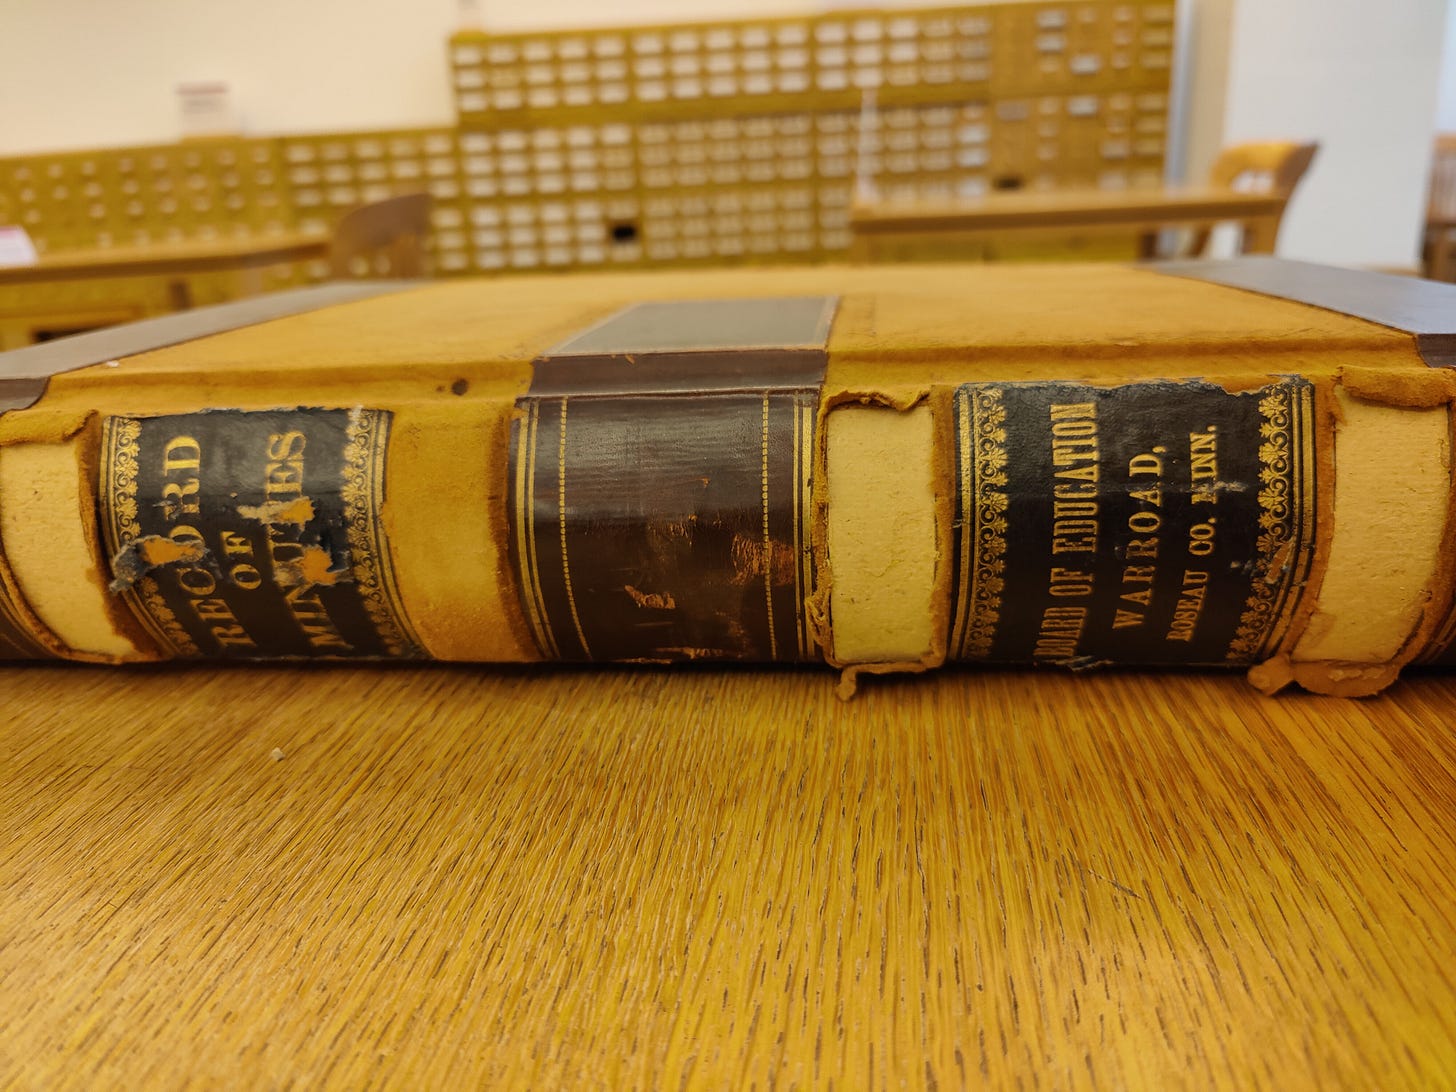 RECORD
OF
MINUTES
BOARD OF EDUCATION
WARROAD,
ROSEAU CO. MINN.